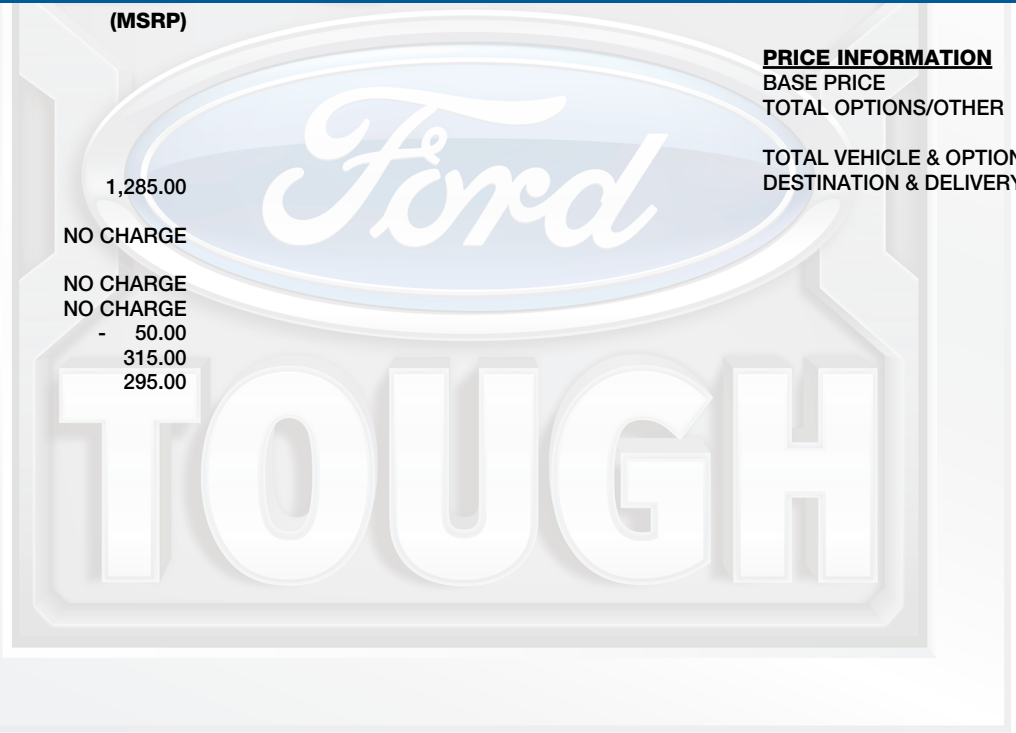 (MSRP)
1,285.00
NO CHARGE
NO CHARGE
NO CHARGE
- 50.00
315.00
295.00
PRICE INFORMATION
BASE PRICE
TOTAL OPTIONS/OTHER
TOTAL VEHICLE & OPTION
DESTINATION & DELIVERY
Ford
TOUGH